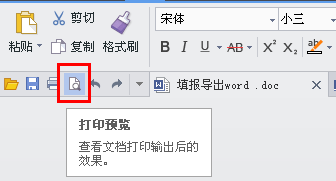 剪切
宋体
小三
粘贴
复制
格式刷
B I U AB X² X₂ ab
填报导出word .doc
打印预览
查看文档打印输出后的
效果。